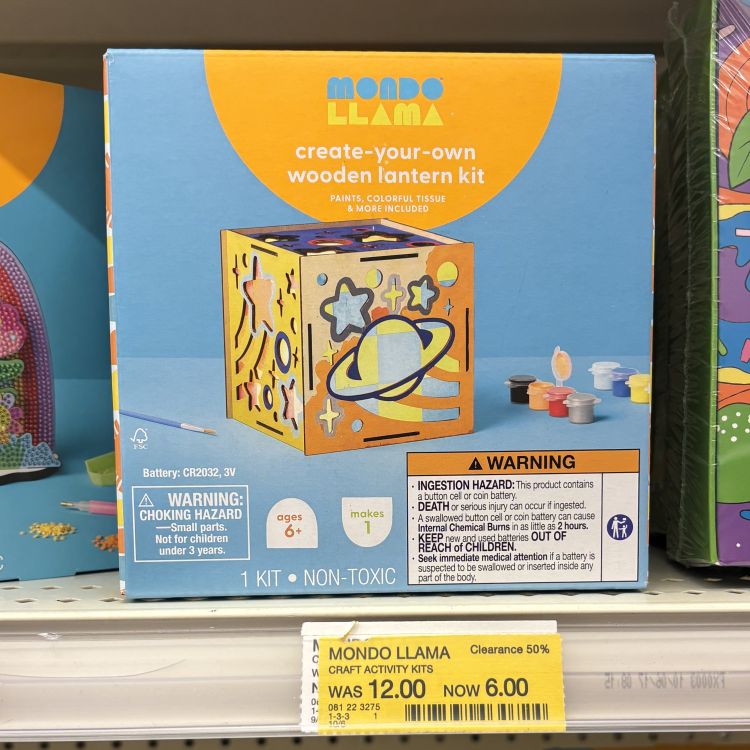 MONDO
LLAMA
create-your-own
wooden lantern kit
PAINTS, COLORFUL TISSUE
& MORE INCLUDED
FSC
Battery: CR2032, 3V
WARNING:
CHOKING HAZARD
—Small parts.
Not for children
under 3 years.
ages
6+
makes
1
1 KIT • NON-TOXIC
WARNING
· INGESTION HAZARD: This product contains
a button cell or coin battery.
· DEATH or serious injury can occur if ingested.
· A swallowed button cell or coin battery can cause
Internal Chemical Burns in as little as 2 hours.
· KEEP new and used batteries OUT OF
REACH of CHILDREN.
· Seek immediate medical attention if a battery is
suspected to be swallowed or inserted inside any
part of the body.
MONDO LLAMA Clearance 50%
CRAFT ACTIVITY KITS
WAS 12.00 NOW 6.00
081 22 3275
1-3-3 1
10/6